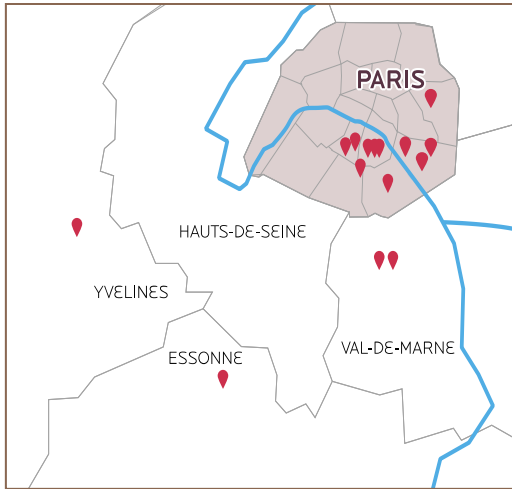 PARIS
HAUTS-DE-SEINE
YVELINES
VAL-DE-MARNE
ESSONNE